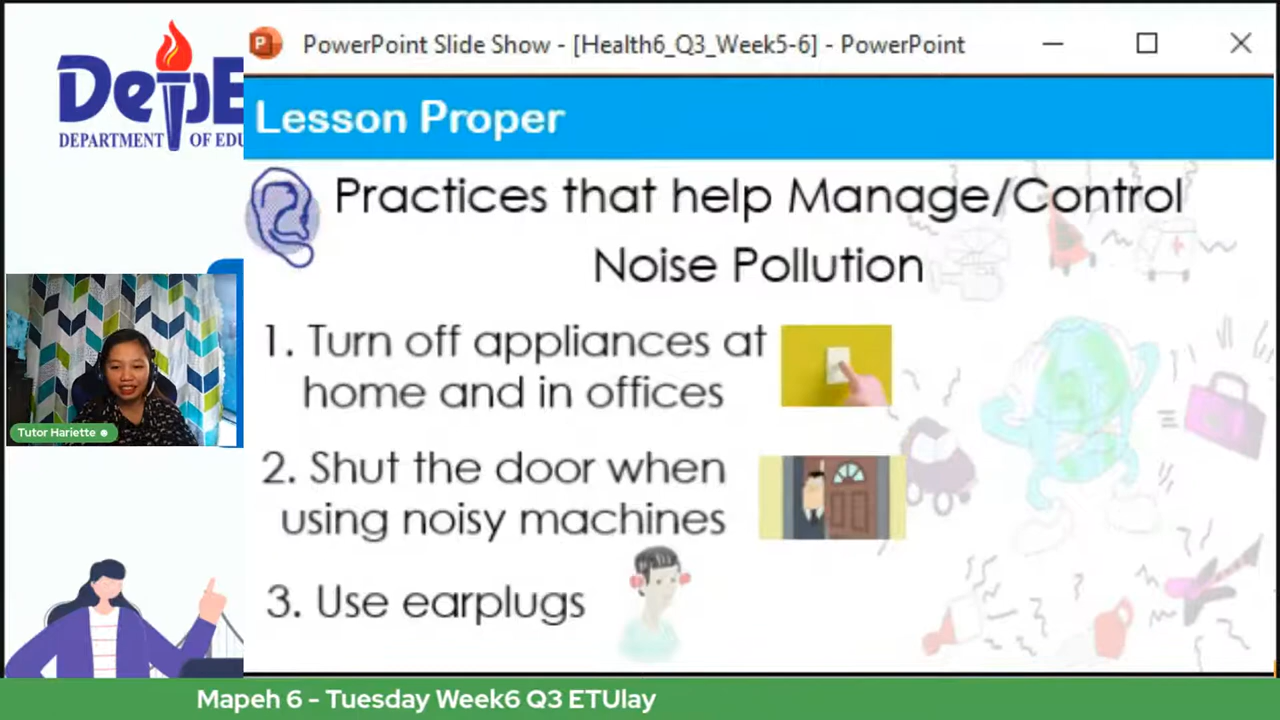 PowerPoint Slide Show - [Health6_Q3_Week5-6] - PowerPoint
DepE
DEPARTMENT OF EDU
Lesson Proper
Practices that help Manage/Control
Noise Pollution
1. Turn off appliances at
home and in offices
2. Shut the door when
using noisy machines
3. Use earplugs
Tutor Hariette
Mapeh 6 - Tuesday Week6 Q3 ETUlay